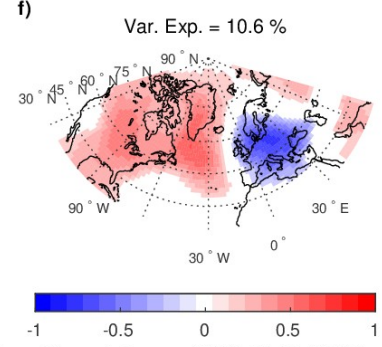 f)
Var. Exp. = 10.6 %
90 ° N
75 ° N
60 ° N
45 ° N
30 ° N
90 ° W
30 ° E
0 °
30 ° W
-1 -0.5 0 0.5 1